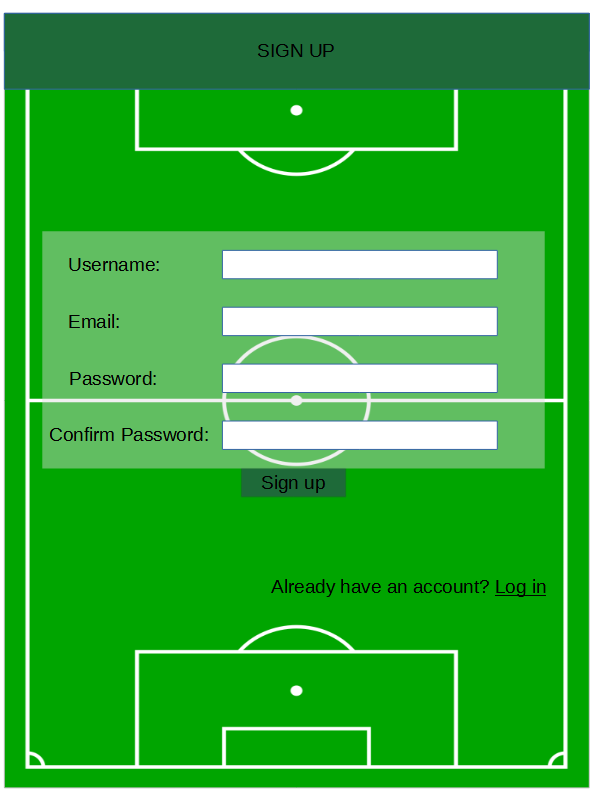 SIGN UP
Username:
Email:
Password:
Confirm Password:
Sign up
Already have an account? Log in